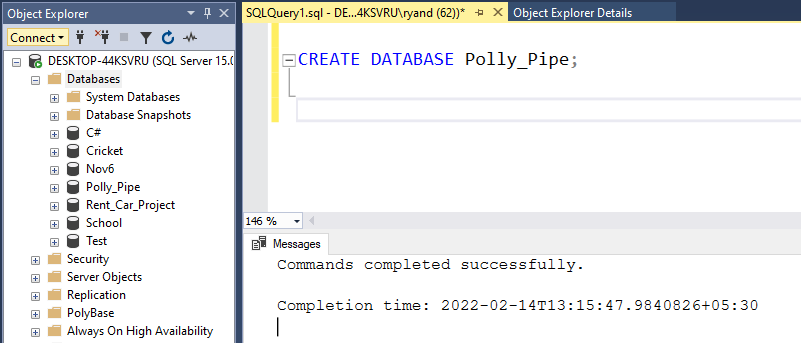 Object Explorer
Connect
DESKTOP-44KSVRU (SQL Server 15.0
Databases
System Databases
Database Snapshots
C#
Cricket
Nov6
Polly_Pipe
Rent_Car_Project
School
Test
Security
Server Objects
Replication
PolyBase
Always On High Availability
SQLQuery1.sql - DE...4KSVRU\ryand (62))*
Object Explorer Details
CREATE DATABASE Polly_Pipe;
146 %
Messages
Commands completed successfully.
Completion time: 2022-02-14T13:15:47.9840826+05:30